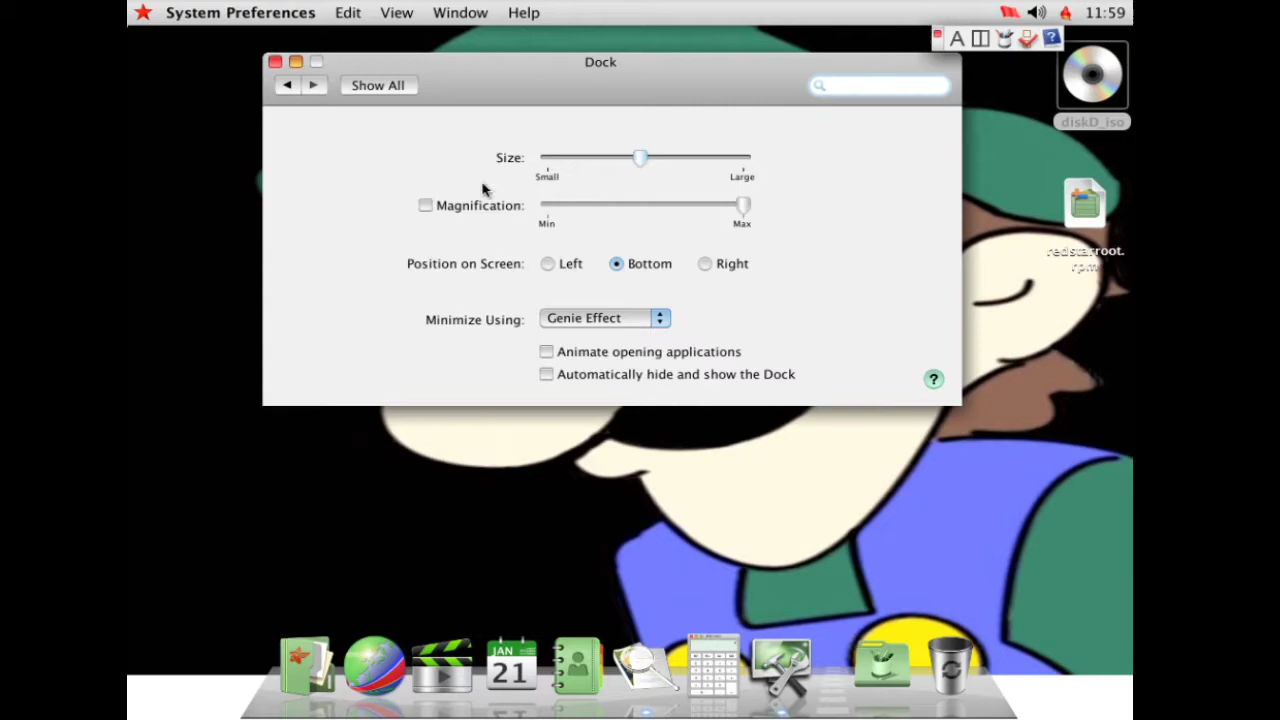 System Preferences Edit View Window Help 11:59
A
Dock
Show All
diskD_iso
Size:
Small Large
Magnification:
Min Max
redstarroot.
rpm
Position on Screen: Left Bottom Right
Minimize Using: Genie Effect
Animate opening applications
Automatically hide and show the Dock
?
JAN
21